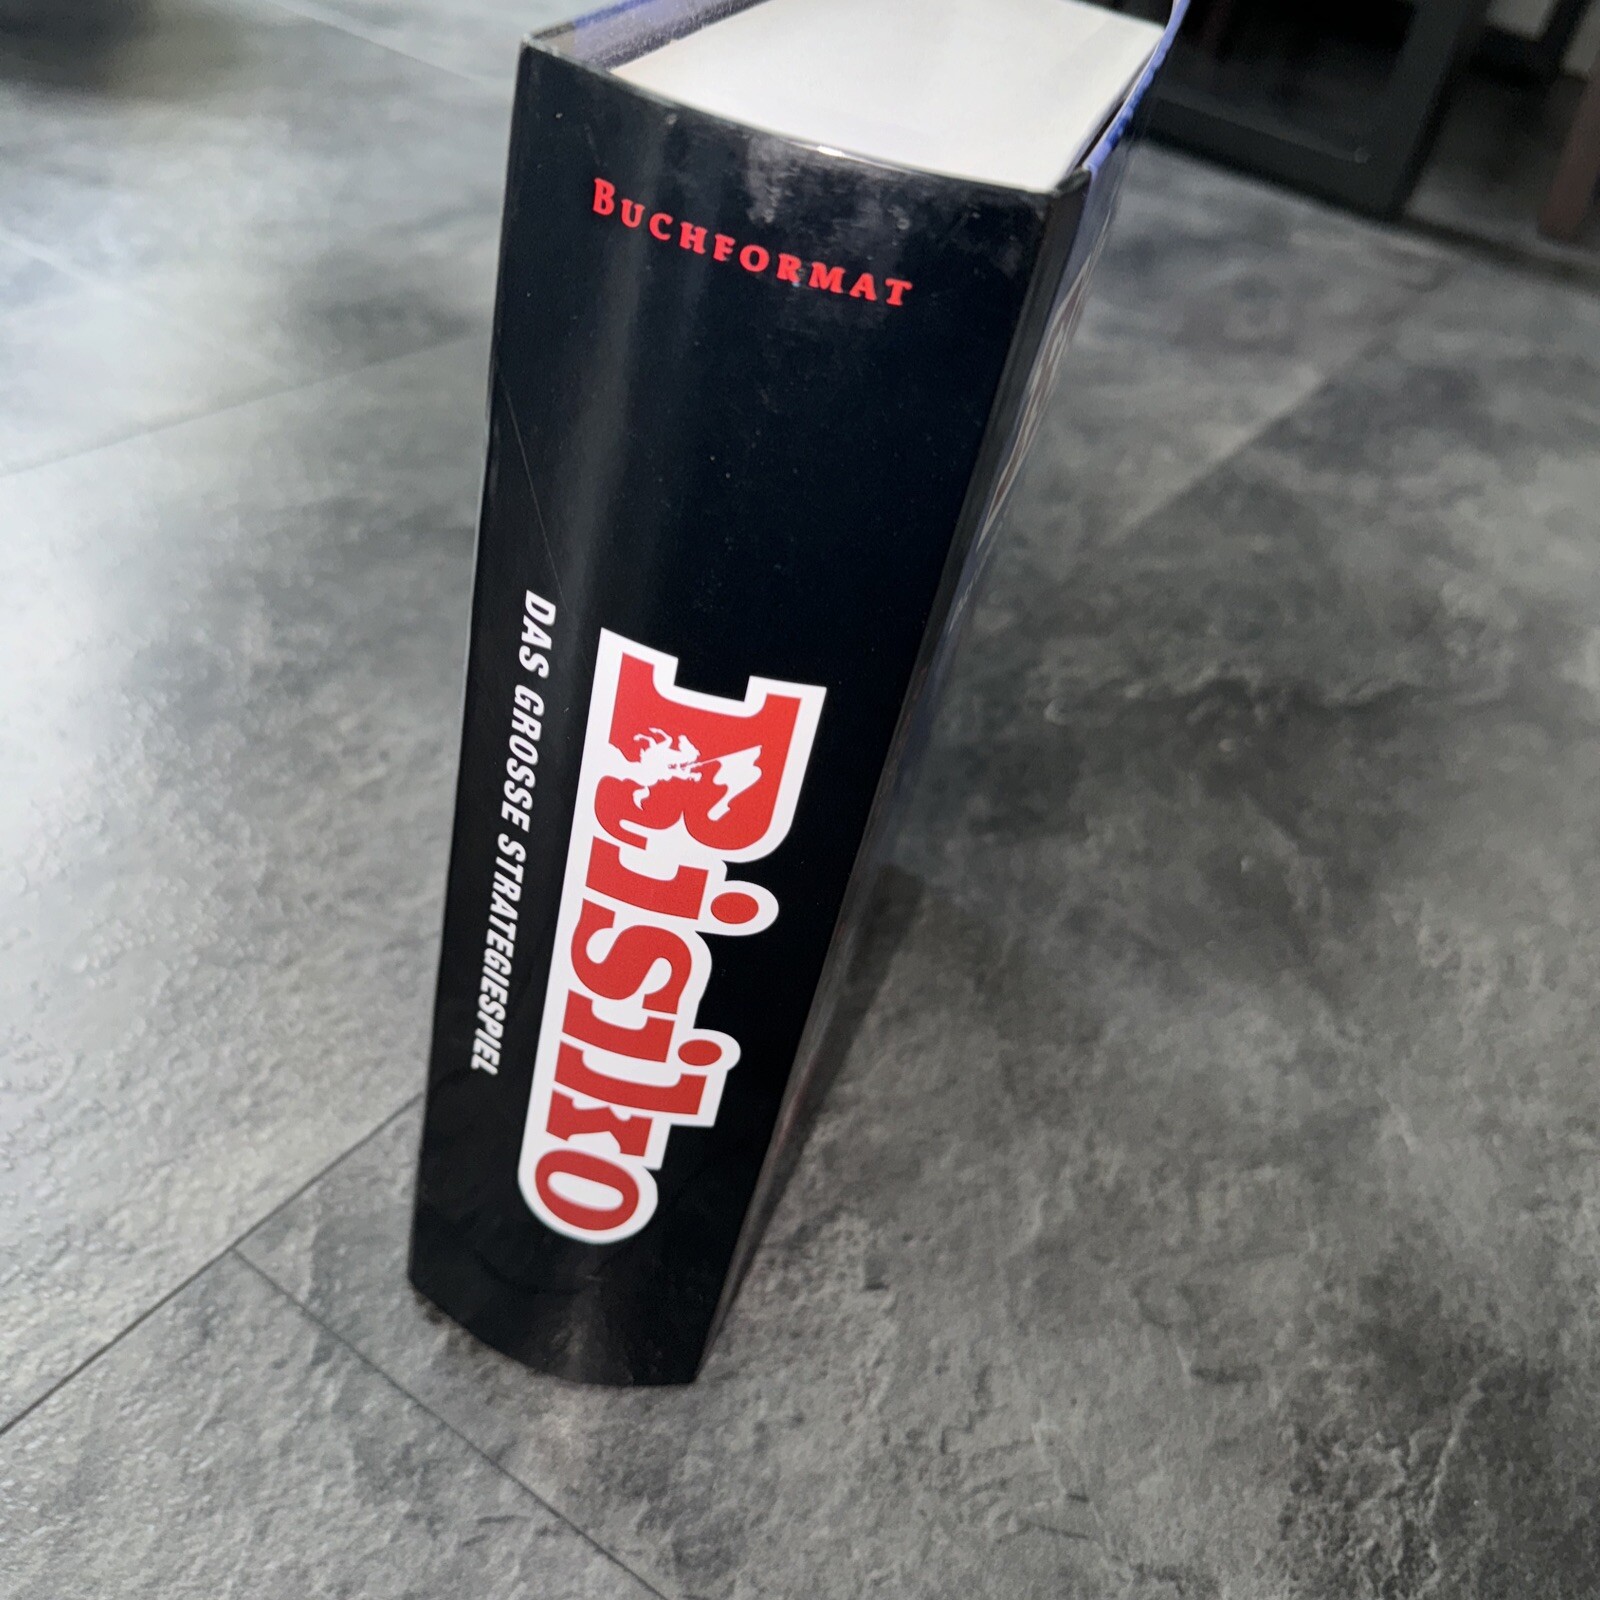 BUCHFORMAT
Risiko
DAS GROSSE STRATEGIESPIEL